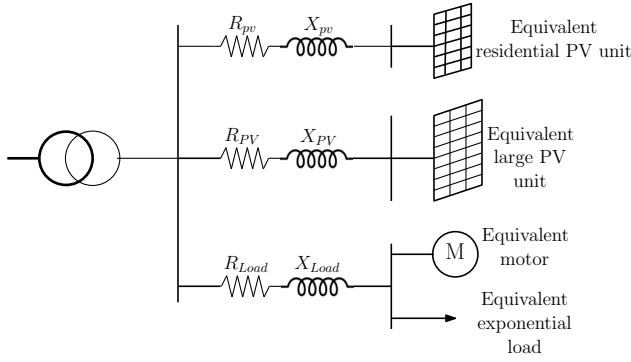 R_pv
X_pv
Equivalent
residential PV unit
R_PV
X_PV
Equivalent
large PV
unit
R_Load
X_Load
M
Equivalent
motor
Equivalent
exponential
load